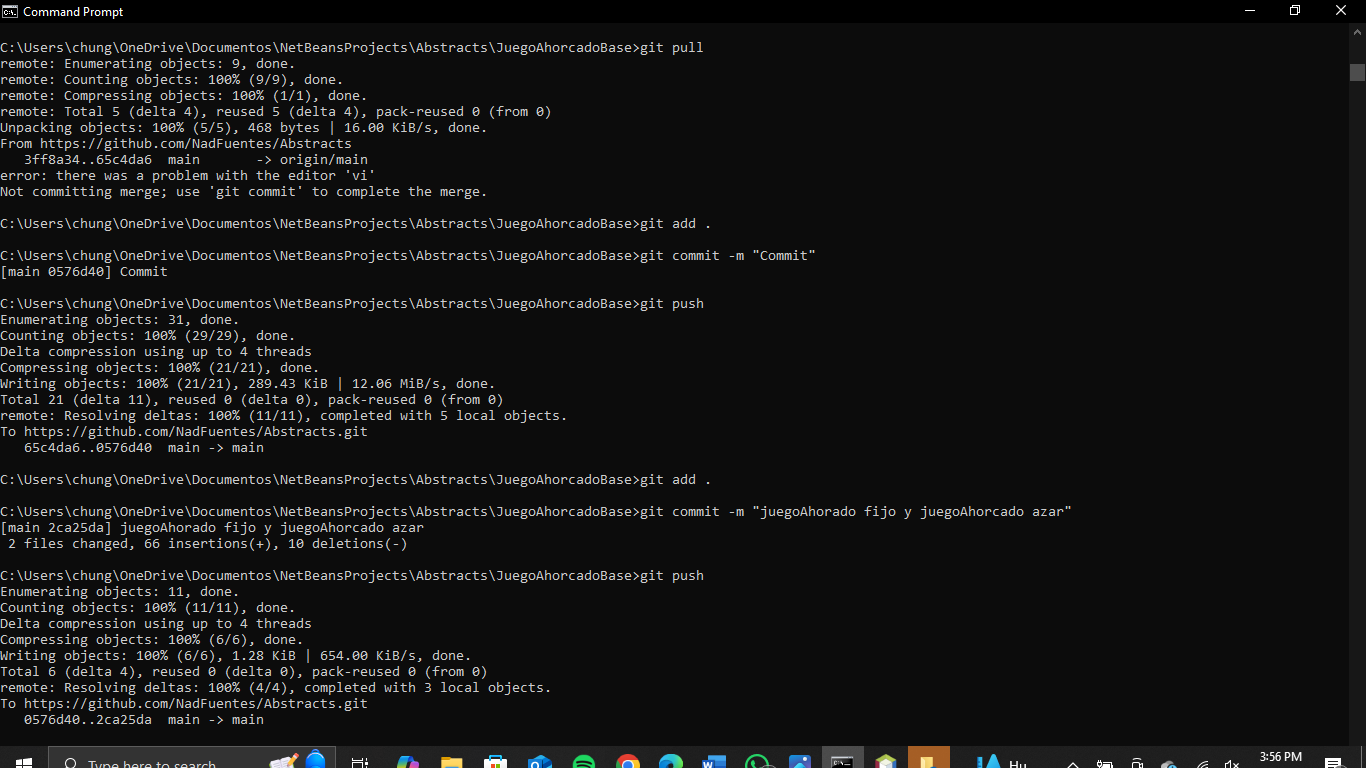 Command Prompt
C:\Users\chung\OneDrive\Documentos\NetBeansProjects\Abstracts\JuegoAhorcadoBase>git pull
remote: Enumerating objects: 9, done.
remote: Counting objects: 100% (9/9), done.
remote: Compressing objects: 100% (1/1), done.
remote: Total 5 (delta 4), reused 5 (delta 4), pack-reused 0 (from 0)
Unpacking objects: 100% (5/5), 468 bytes | 16.00 KiB/s, done.
From https://github.com/NadFuentes/Abstracts
   3ff8a34..65c4da6  main       -> origin/main
error: there was a problem with the editor 'vi'
Not committing merge; use 'git commit' to complete the merge.
C:\Users\chung\OneDrive\Documentos\NetBeansProjects\Abstracts\JuegoAhorcadoBase>git add .
C:\Users\chung\OneDrive\Documentos\NetBeansProjects\Abstracts\JuegoAhorcadoBase>git commit -m "Commit"
[main 0576d40] Commit
C:\Users\chung\OneDrive\Documentos\NetBeansProjects\Abstracts\JuegoAhorcadoBase>git push
Enumerating objects: 31, done.
Counting objects: 100% (29/29), done.
Delta compression using up to 4 threads
Compressing objects: 100% (21/21), done.
Writing objects: 100% (21/21), 289.43 KiB | 12.06 MiB/s, done.
Total 21 (delta 11), reused 0 (delta 0), pack-reused 0 (from 0)
remote: Resolving deltas: 100% (11/11), completed with 5 local objects.
To https://github.com/NadFuentes/Abstracts.git
   65c4da6..0576d40  main -> main
C:\Users\chung\OneDrive\Documentos\NetBeansProjects\Abstracts\JuegoAhorcadoBase>git add .
C:\Users\chung\OneDrive\Documentos\NetBeansProjects\Abstracts\JuegoAhorcadoBase>git commit -m "juegoAhorado fijo y juegoAhorcado azar"
[main 2ca25da] juegoAhorado fijo y juegoAhorcado azar
 2 files changed, 66 insertions(+), 10 deletions(-)
C:\Users\chung\OneDrive\Documentos\NetBeansProjects\Abstracts\JuegoAhorcadoBase>git push
Enumerating objects: 11, done.
Counting objects: 100% (11/11), done.
Delta compression using up to 4 threads
Compressing objects: 100% (6/6), done.
Writing objects: 100% (6/6), 1.28 KiB | 654.00 KiB/s, done.
Total 6 (delta 4), reused 0 (delta 0), pack-reused 0 (from 0)
remote: Resolving deltas: 100% (4/4), completed with 3 local objects.
To https://github.com/NadFuentes/Abstracts.git
   0576d40..2ca25da  main -> main
Type here to search
Hu
3:56 PM